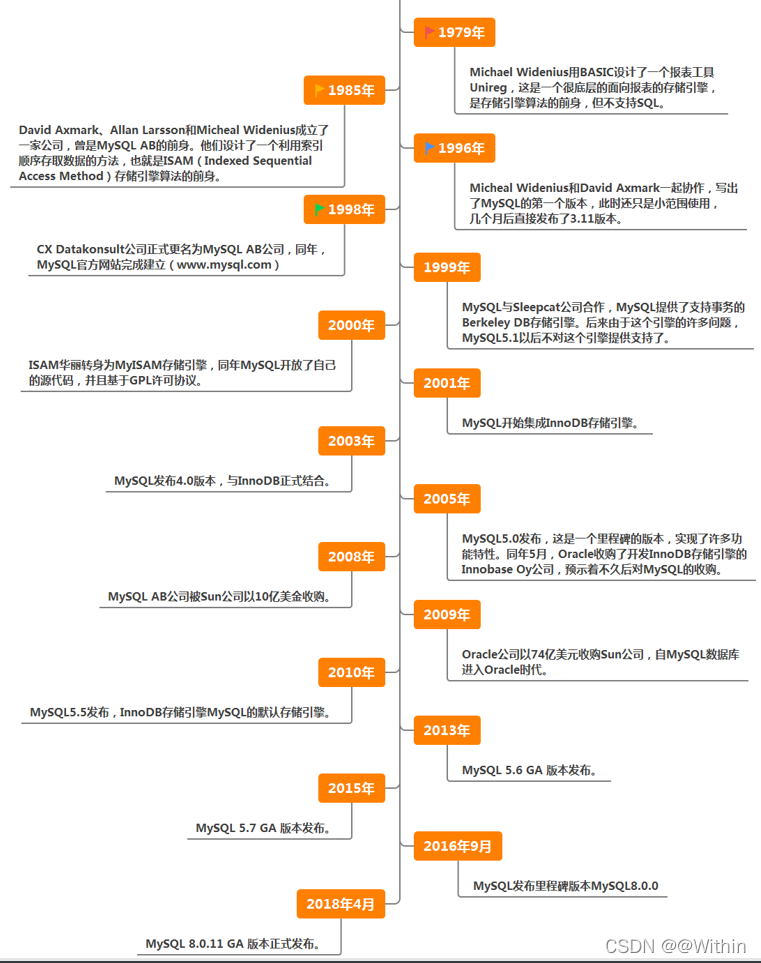 1979年
Michael Widenius用BASIC设计了一个报表工具
Unireg，这是一个很底层的面向报表的存储引擎，
是存储引擎算法的前身，但不支持SQL。
1985年
David Axmark、Allan Larsson和Micheal Widenius成立了
一家公司，曾是MySQL AB的前身。他们设计了一个利用索引
顺序存取数据的方法，也就是ISAM（Indexed Sequential
Access Method）存储引擎算法的前身。
1996年
Micheal Widenius和David Axmark一起协作，写出
了MySQL的第一个版本，此时还只是小范围使用，
几个月后直接发布了3.11版本。
1998年
CX Datakonsult公司正式更名为MySQL AB公司，同年，
MySQL官方网站完成建立（www.mysql.com）
1999年
MySQL与Sleepcat公司合作，MySQL提供了支持事务的
Berkeley DB存储引擎。后来由于这个引擎的许多问题，
MySQL5.1以后不对这个引擎提供支持了。
2000年
ISAM华丽转身为MyISAM存储引擎，同年MySQL开放了自己
的源代码，并且基于GPL许可协议。
2001年
MySQL开始集成InnoDB存储引擎。
2003年
MySQL发布4.0版本，与InnoDB正式结合。
2005年
MySQL5.0发布，这是一个里程碑的版本，实现了许多功
能特性。同年5月，Oracle收购了开发InnoDB存储引擎的
Innobase Oy公司，预示着不久后对MySQL的收购。
2008年
MySQL AB公司被Sun公司以10亿美金收购。
2009年
Oracle公司以74亿美元收购Sun公司，自MySQL数据库
进入Oracle时代。
2010年
MySQL5.5发布，InnoDB存储引擎MySQL的默认存储引擎。
2013年
MySQL 5.6 GA 版本发布。
2015年
MySQL 5.7 GA 版本发布。
2016年9月
MySQL发布里程碑版本MySQL8.0.0
2018年4月
MySQL 8.0.11 GA 版本正式发布。
CSDN @@Within